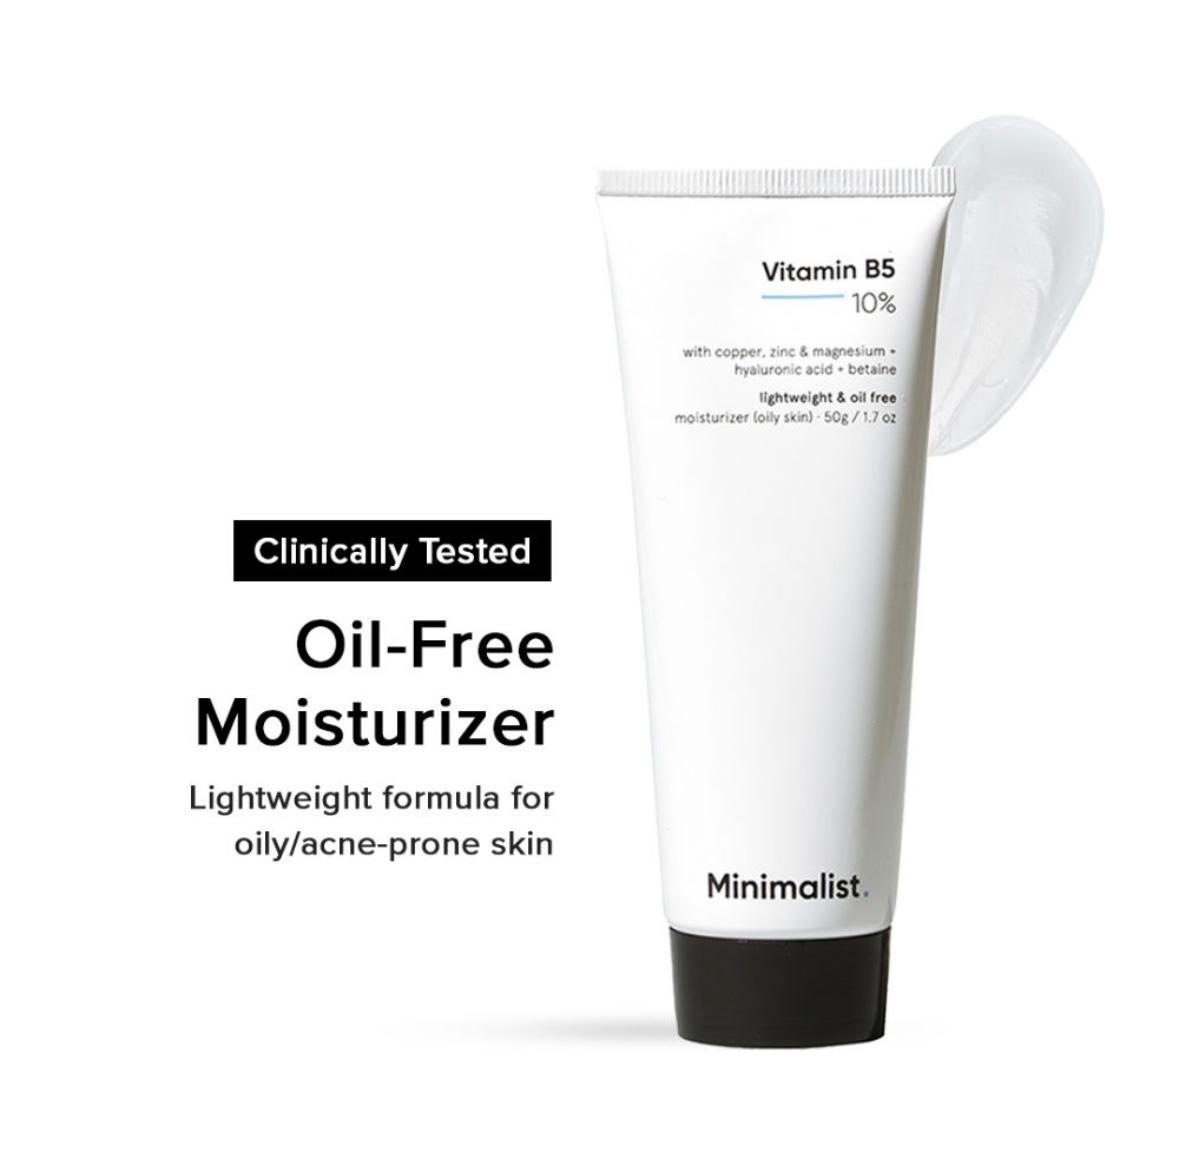 Vitamin B5
10%
with copper, zinc & magnesium +
hyaluronic acid + betaine
lightweight & oil free
moisturizer (oily skin) · 50g / 1.7 oz
Clinically Tested
Oil-Free
Moisturizer
Lightweight formula for
oily/acne-prone skin
Minimalist.